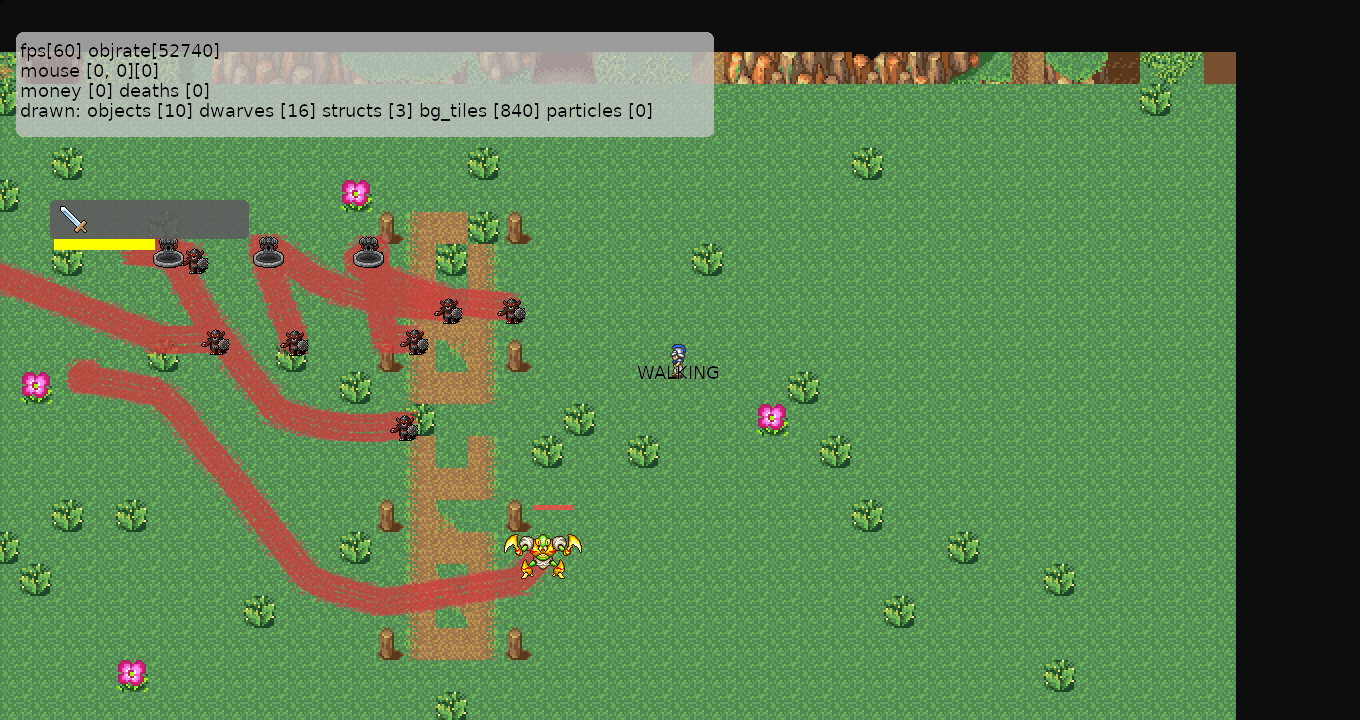 fps[60] objrate[52740]
mouse [0, 0][0]
money [0] deaths [0]
drawn: objects [10] dwarves [16] structs [3] bg_tiles [840] particles [0]
WALKING